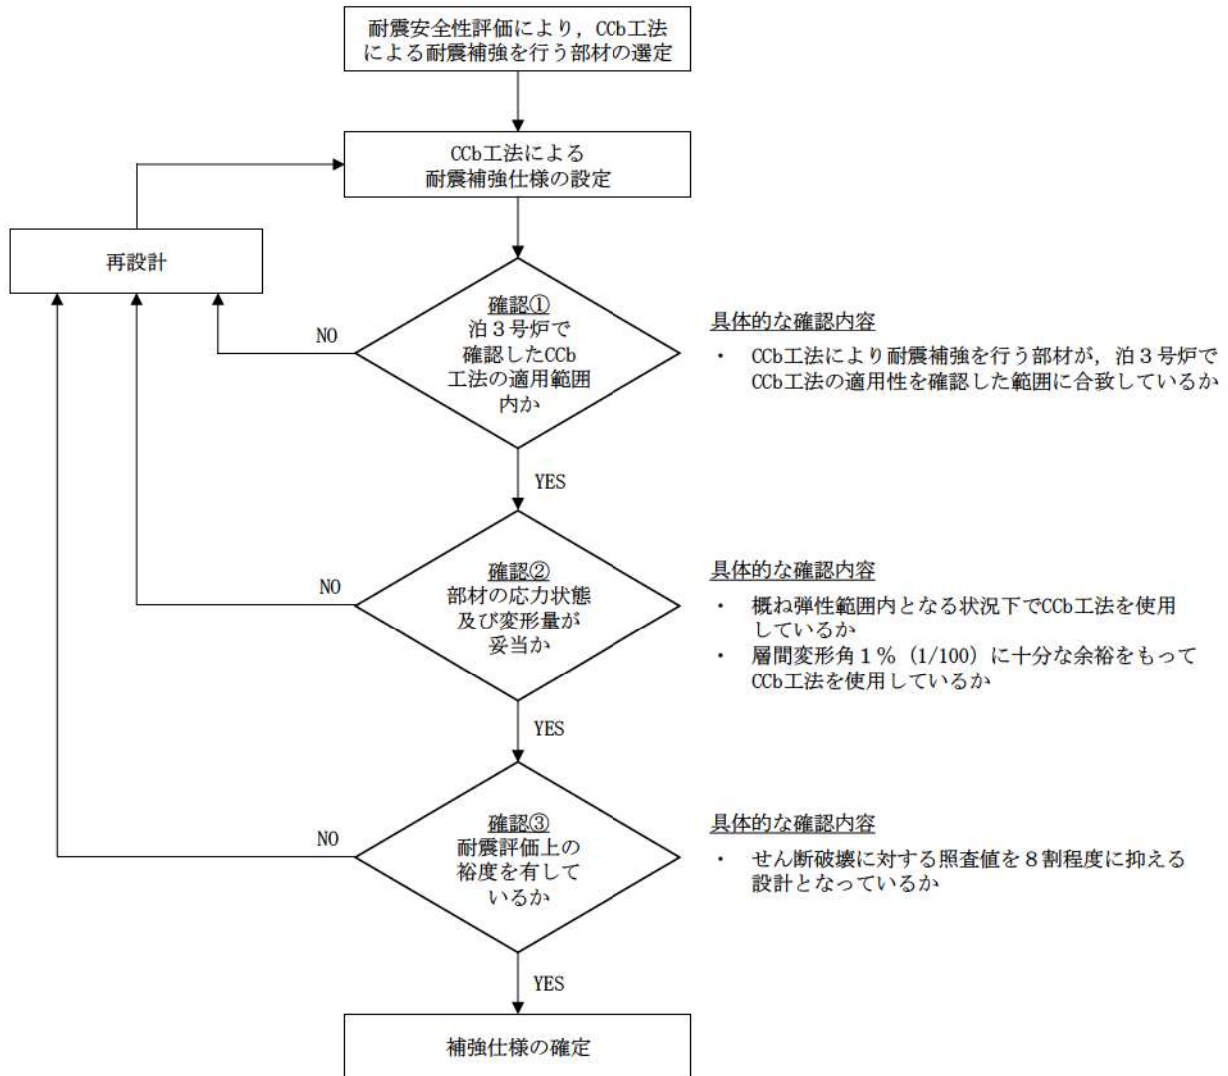 耐震安全性評価により，CCb工法
による耐震補強を行う部材の選定
CCb工法による
耐震補強仕様の設定
再設計
確認①
泊３号炉で
確認したCCb
工法の適用範囲
内か
NO
具体的な確認内容
・ CCb工法により耐震補強を行う部材が，泊３号炉で
CCb工法の適用性を確認した範囲に合致しているか
YES
確認②
部材の応力状態
及び変形量が
妥当か
NO
具体的な確認内容
・ 概ね弾性範囲内となる状況下でCCb工法を使用
しているか
・ 層間変形角１％（1/100）に十分な余裕をもって
CCb工法を使用しているか
YES
確認③
耐震評価上の
裕度を有して
いるか
NO
具体的な確認内容
・ せん断破壊に対する照査値を８割程度に抑える
設計となっているか
YES
補強仕様の確定